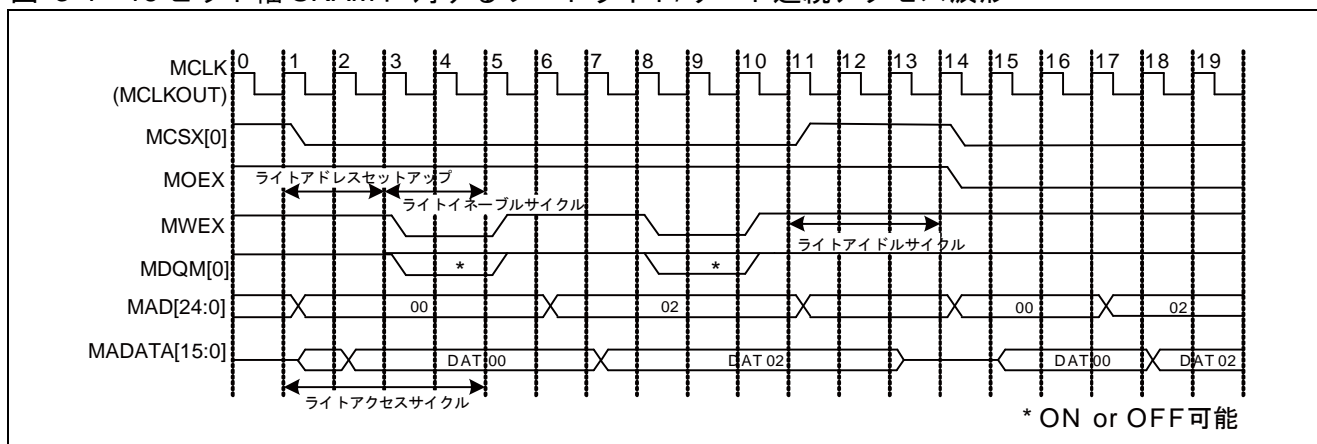 0 1 2 3 4 5 6 7 8 9 10 11 12 13 14 15 16 17 18 19
MCLK
(MCLKOUT)
MCSX[0]
MOEX
ライトアドレスセットアップ
ライトイネーブルサイクル
MWEX
ライトアイドルサイクル
MDQM[0]
* *
MAD[24:0]
00 02 00 02
MADATA[15:0]
DAT 00 DAT 02 DAT 00 DAT 02
ライトアクセスサイクル
* ON or OFF可能